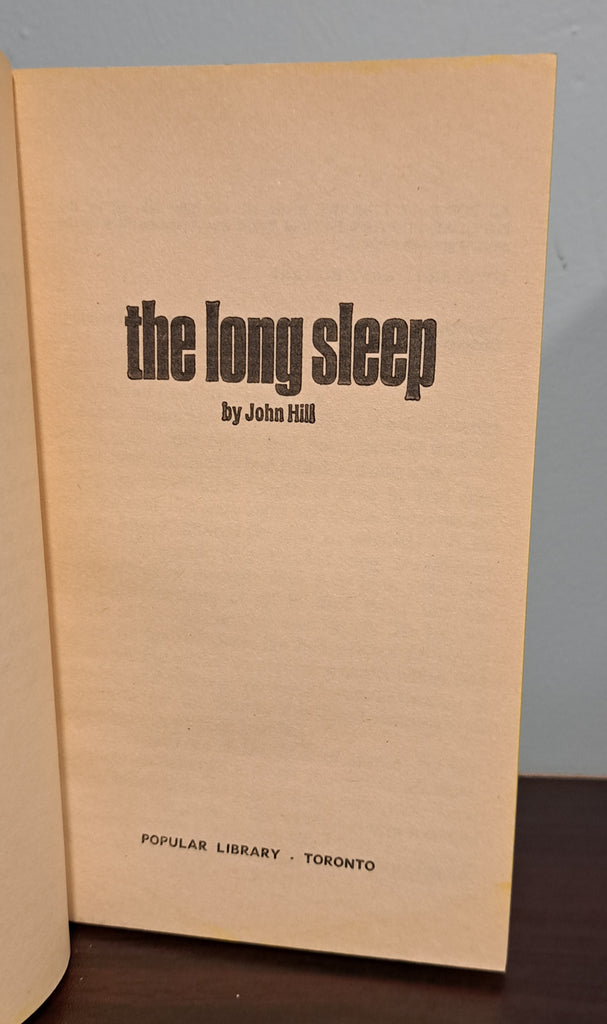 the long sleep
by John Hill
POPULAR LIBRARY . TORONTO